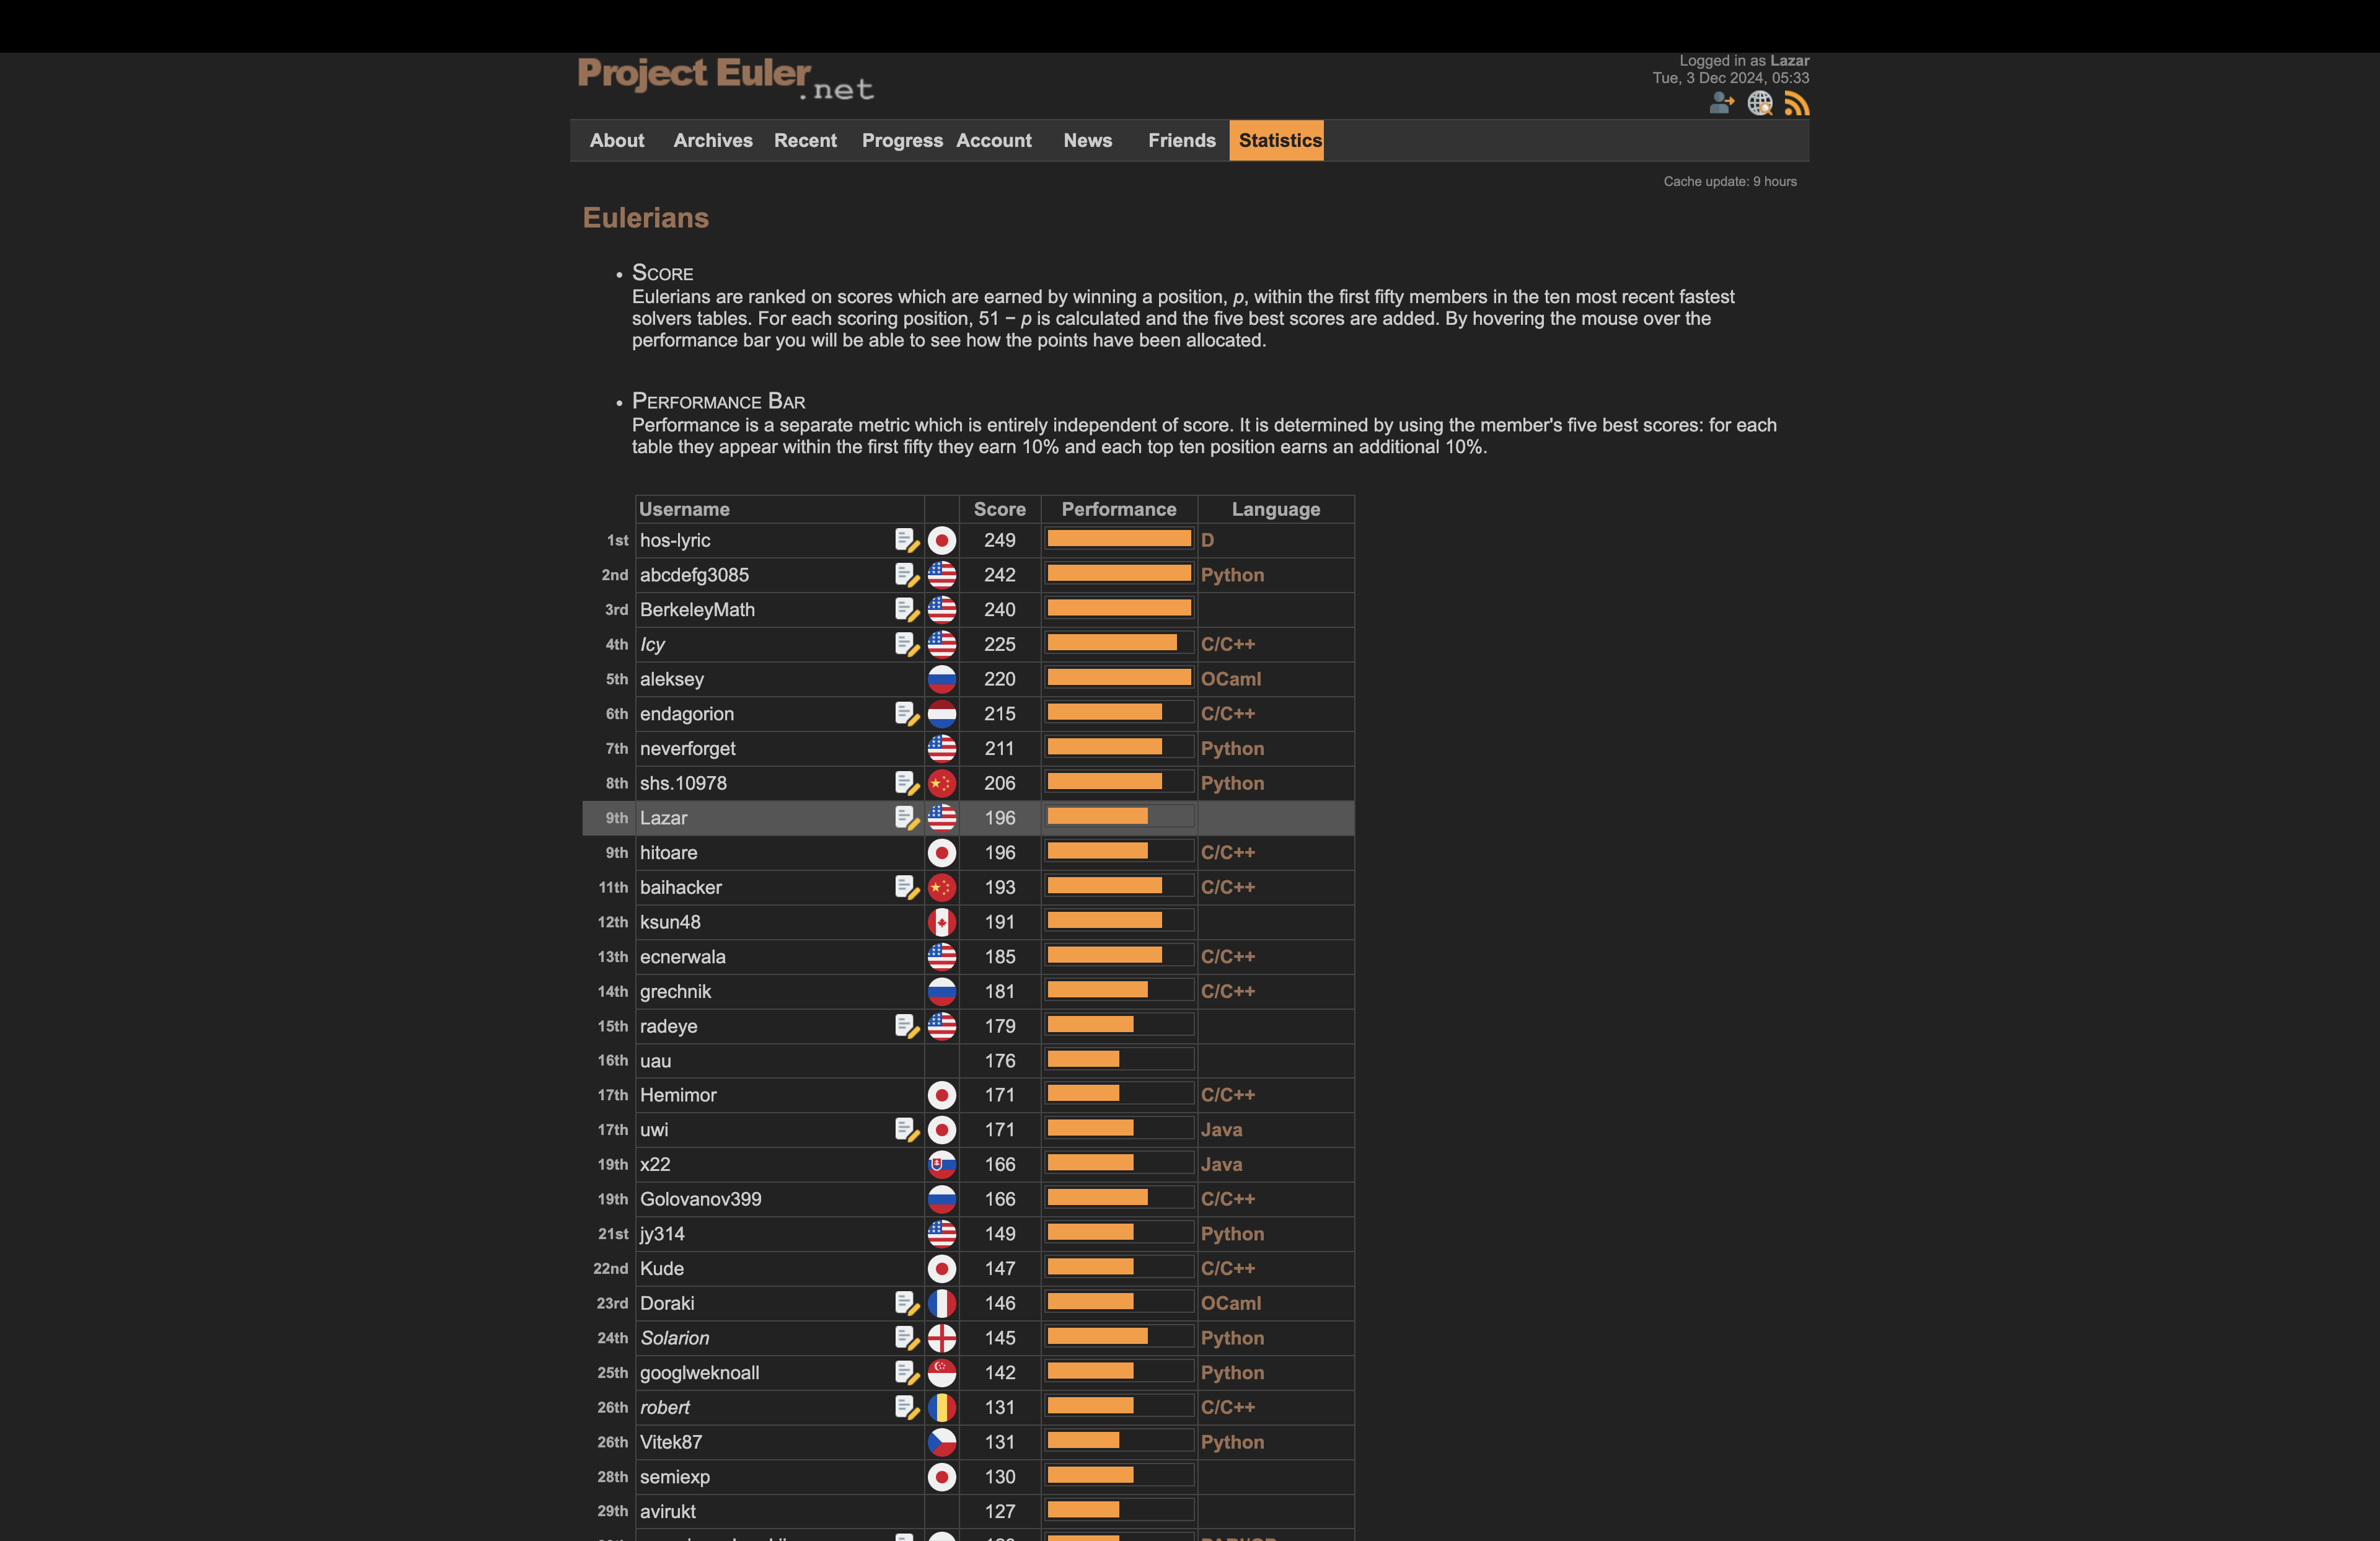 Project Euler
.net
Logged in as Lazar
Tue, 3 Dec 2024, 05:33
About Archives Recent Progress Account News Friends Statistics
Cache update: 9 hours
Eulerians
• SCORE
Eulerians are ranked on scores which are earned by winning a position, p, within the first fifty members in the ten most recent fastest
solvers tables. For each scoring position, 51 − p is calculated and the five best scores are added. By hovering the mouse over the
performance bar you will be able to see how the points have been allocated.
• PERFORMANCE BAR
Performance is a separate metric which is entirely independent of score. It is determined by using the member's five best scores: for each
table they appear within the first fifty they earn 10% and each top ten position earns an additional 10%.
Username Score Performance Language
1st hos-lyric 249 D
2nd abcdefg3085 242 Python
3rd BerkeleyMath 240
4th Icy 225 C/C++
5th aleksey 220 OCaml
6th endagorion 215 C/C++
7th neverforget 211 Python
8th shs.10978 206 Python
9th Lazar 196
9th hitoare 196 C/C++
11th baihacker 193 C/C++
12th ksun48 191
13th ecnerwala 185 C/C++
14th grechnik 181 C/C++
15th radeye 179
16th uau 176
17th Hemimor 171 C/C++
17th uwi 171 Java
19th x22 166 Java
19th Golovanov399 166 C/C++
21st jy314 149 Python
22nd Kude 147 C/C++
23rd Doraki 146 OCaml
24th Solarion 145 Python
25th googlweknoall 142 Python
26th robert 131 C/C++
26th Vitek87 131 Python
28th semiexp 130
29th avirukt 127